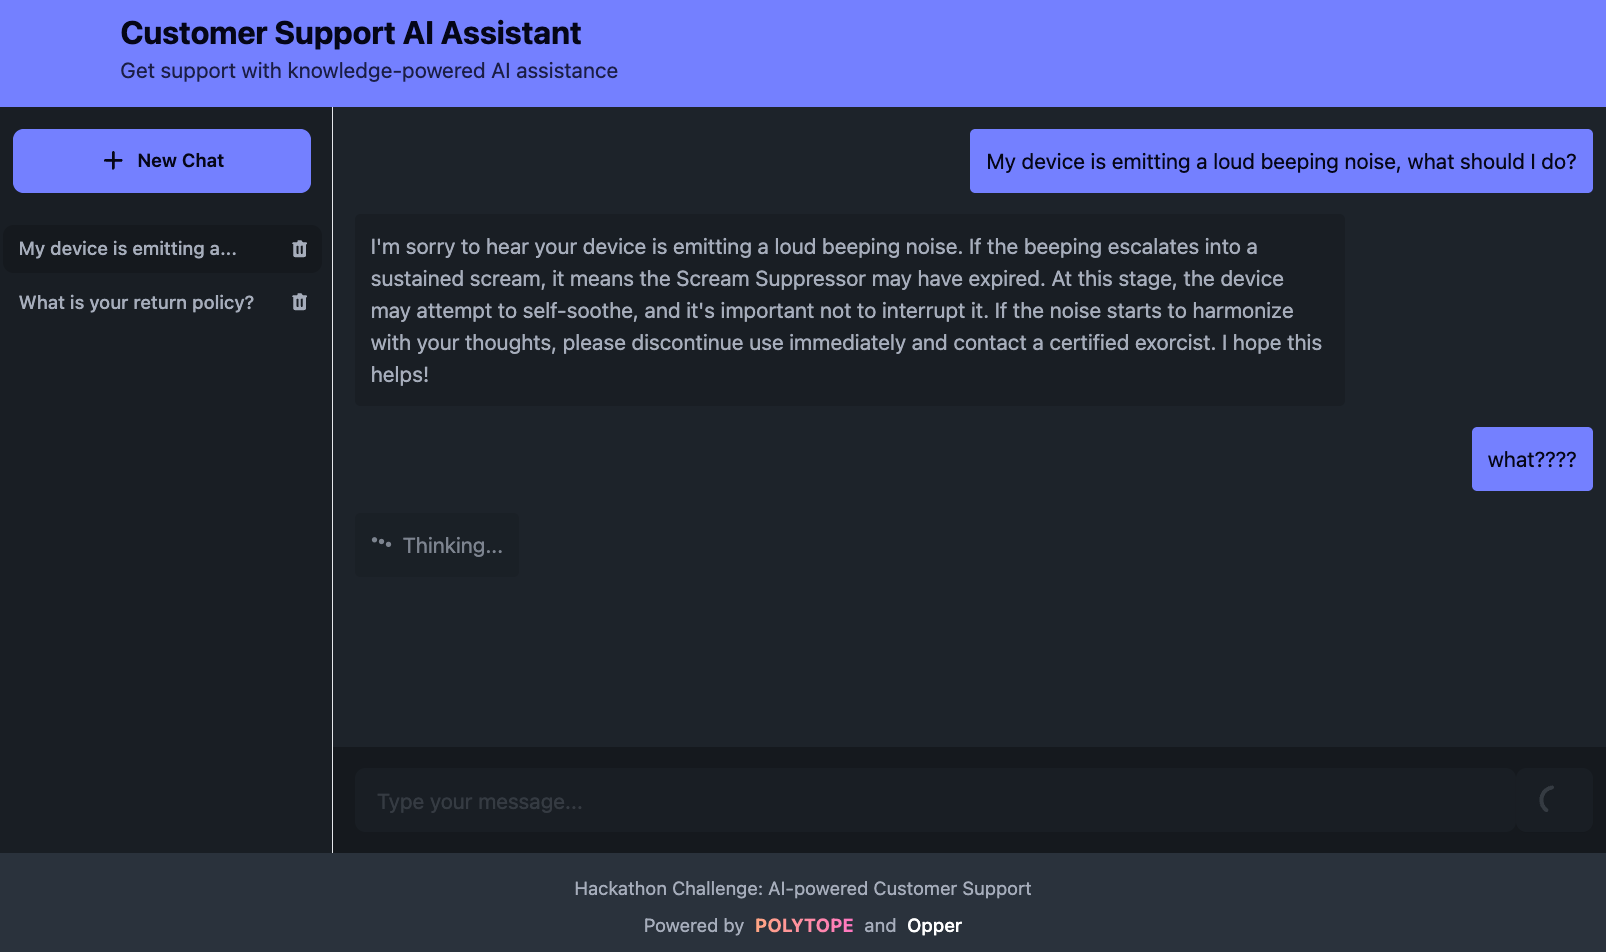 Customer Support AI Assistant
Get support with knowledge-powered AI assistance
New Chat
My device is emitting a...
What is your return policy?
My device is emitting a loud beeping noise, what should I do?
I'm sorry to hear your device is emitting a loud beeping noise. If the beeping escalates into a
sustained scream, it means the Scream Suppressor may have expired. At this stage, the device
may attempt to self-soothe, and it's important not to interrupt it. If the noise starts to harmonize
with your thoughts, please discontinue use immediately and contact a certified exorcist. I hope this
helps!
what????
Thinking...
Type your message...
Hackathon Challenge: AI-powered Customer Support
Powered by POLYTOPE and Opper